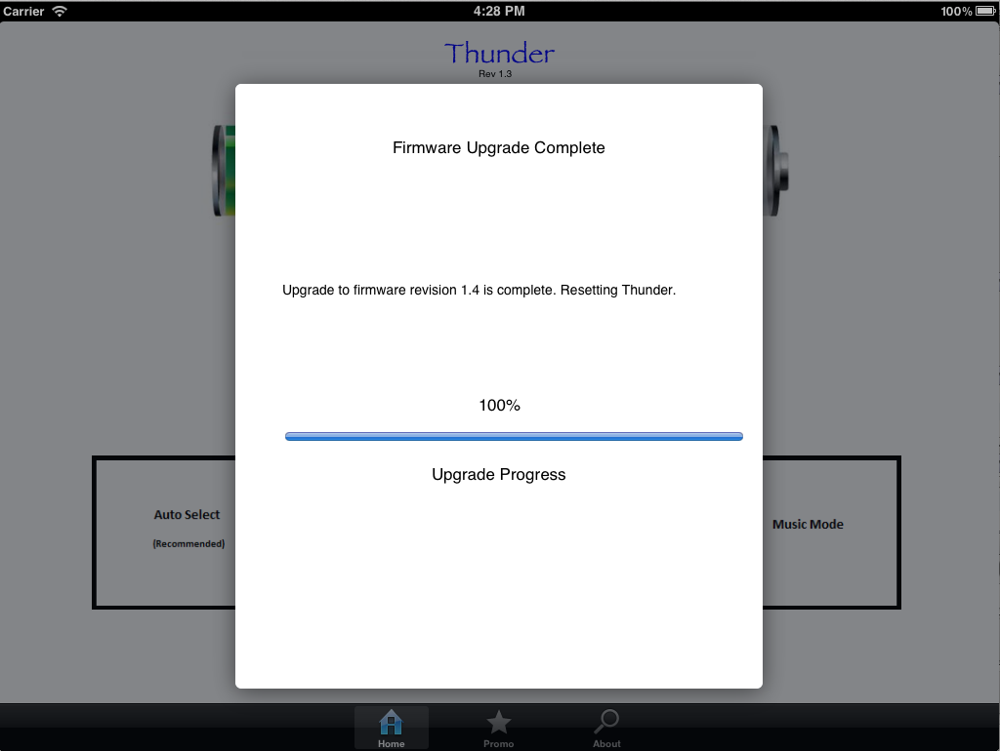 Carrier 4:28 PM 100%
Thunder
Rev 1.3
Firmware Upgrade Complete
Upgrade to firmware revision 1.4 is complete. Resetting Thunder.
100%
Upgrade Progress
Auto Select
(Recommended)
Music Mode
Home Promo About